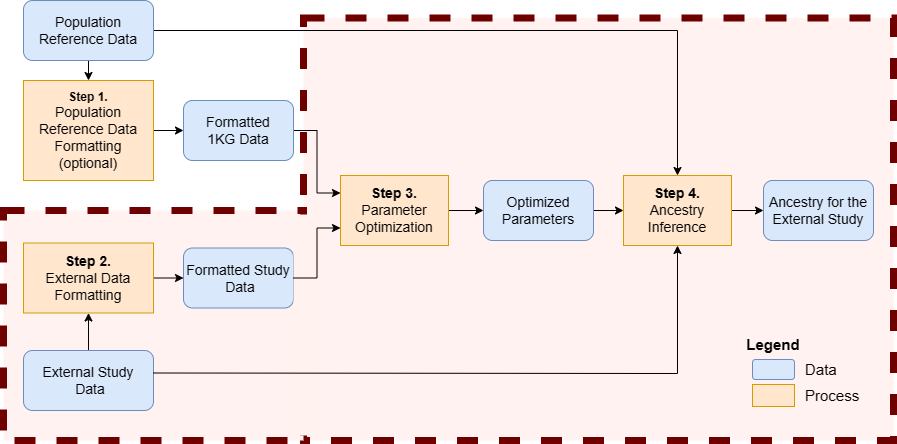 Population
Reference Data
Step 1.
Population
Reference Data
Formatting
(optional)
Formatted
1KG Data
Step 2.
External Data
Formatting
Formatted Study
Data
External Study
Data
Step 3.
Parameter
Optimization
Optimized
Parameters
Step 4.
Ancestry
Inference
Ancestry for the
External Study
Legend
Data
Process